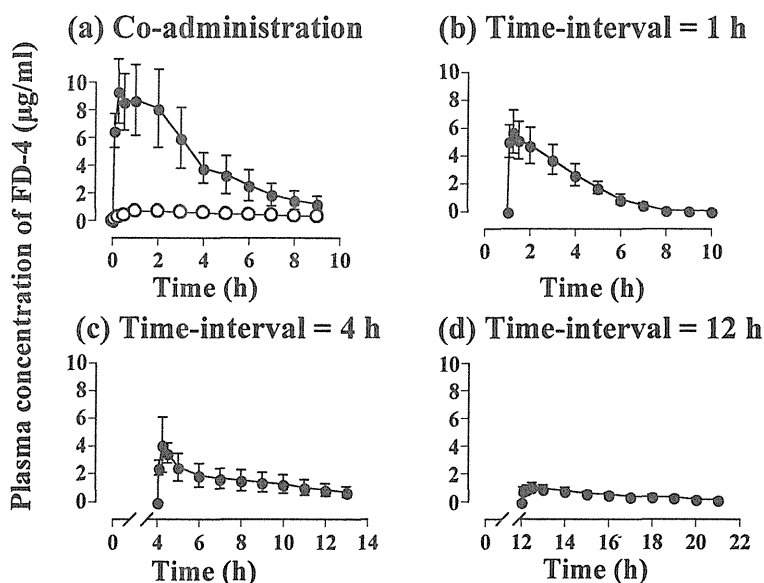 (a) Co-administration
(b) Time-interval = 1 h
Plasma concentration of FD-4 (μg/ml)
10
8
6
4
2
0
0 2 4 6 8 10
Time (h)
10
8
6
4
2
0
0 2 4 6 8 10
Time (h)
(c) Time-interval = 4 h
(d) Time-interval = 12 h
10
8
6
4
2
0
0 4 6 8 10 12 14
Time (h)
10
8
6
4
2
0
0 12 14 16 18 20 22
Time (h)